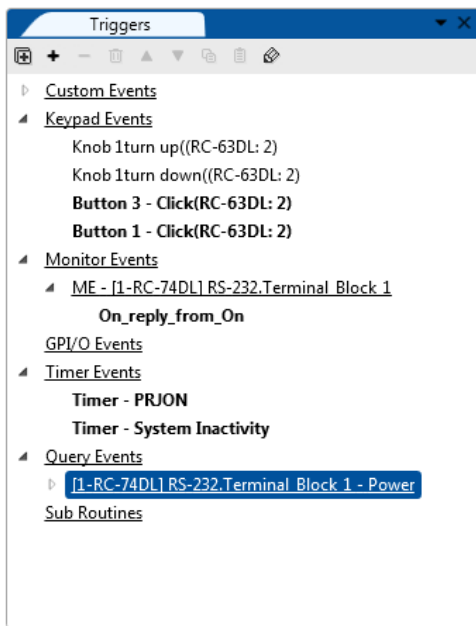 Triggers
Custom Events
Keypad Events
Knob 1turn up((RC-63DL: 2)
Knob 1turn down((RC-63DL: 2)
Button 3 - Click(RC-63DL: 2)
Button 1 - Click(RC-63DL: 2)
Monitor Events
ME - [1-RC-74DL] RS-232.Terminal Block 1
On_reply_from_On
GPI/O Events
Timer Events
Timer - PRJON
Timer - System Inactivity
Query Events
[1-RC-74DL] RS-232.Terminal Block 1 - Power
Sub Routines